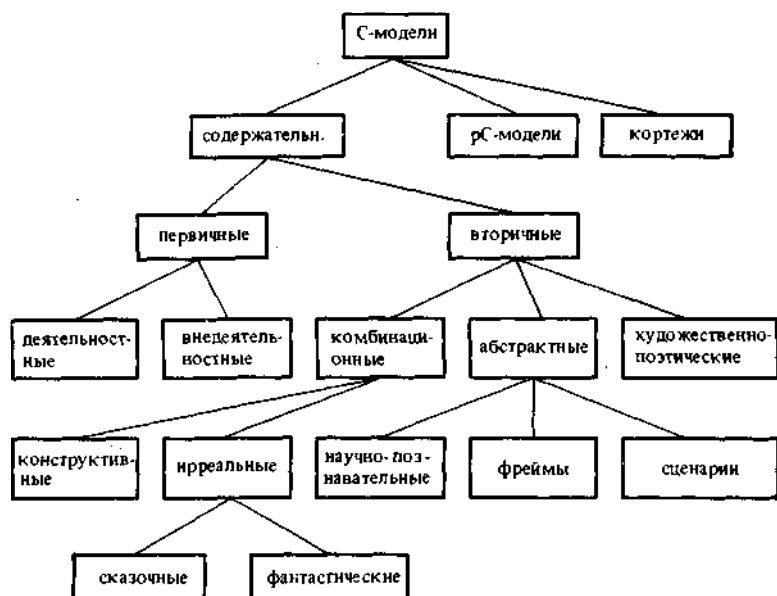 С-модели
содержательн.
рС-модели
кортежи
первичные
вторичные
деятельност-
ные
внедеятель-
ностные
комбинаци-
онные
абстрактные
художественно-
поэтические
конструктив-
ные
ирреальные
научно-поз-
навательные
фреймы
сценарии
сказочные
фантастические